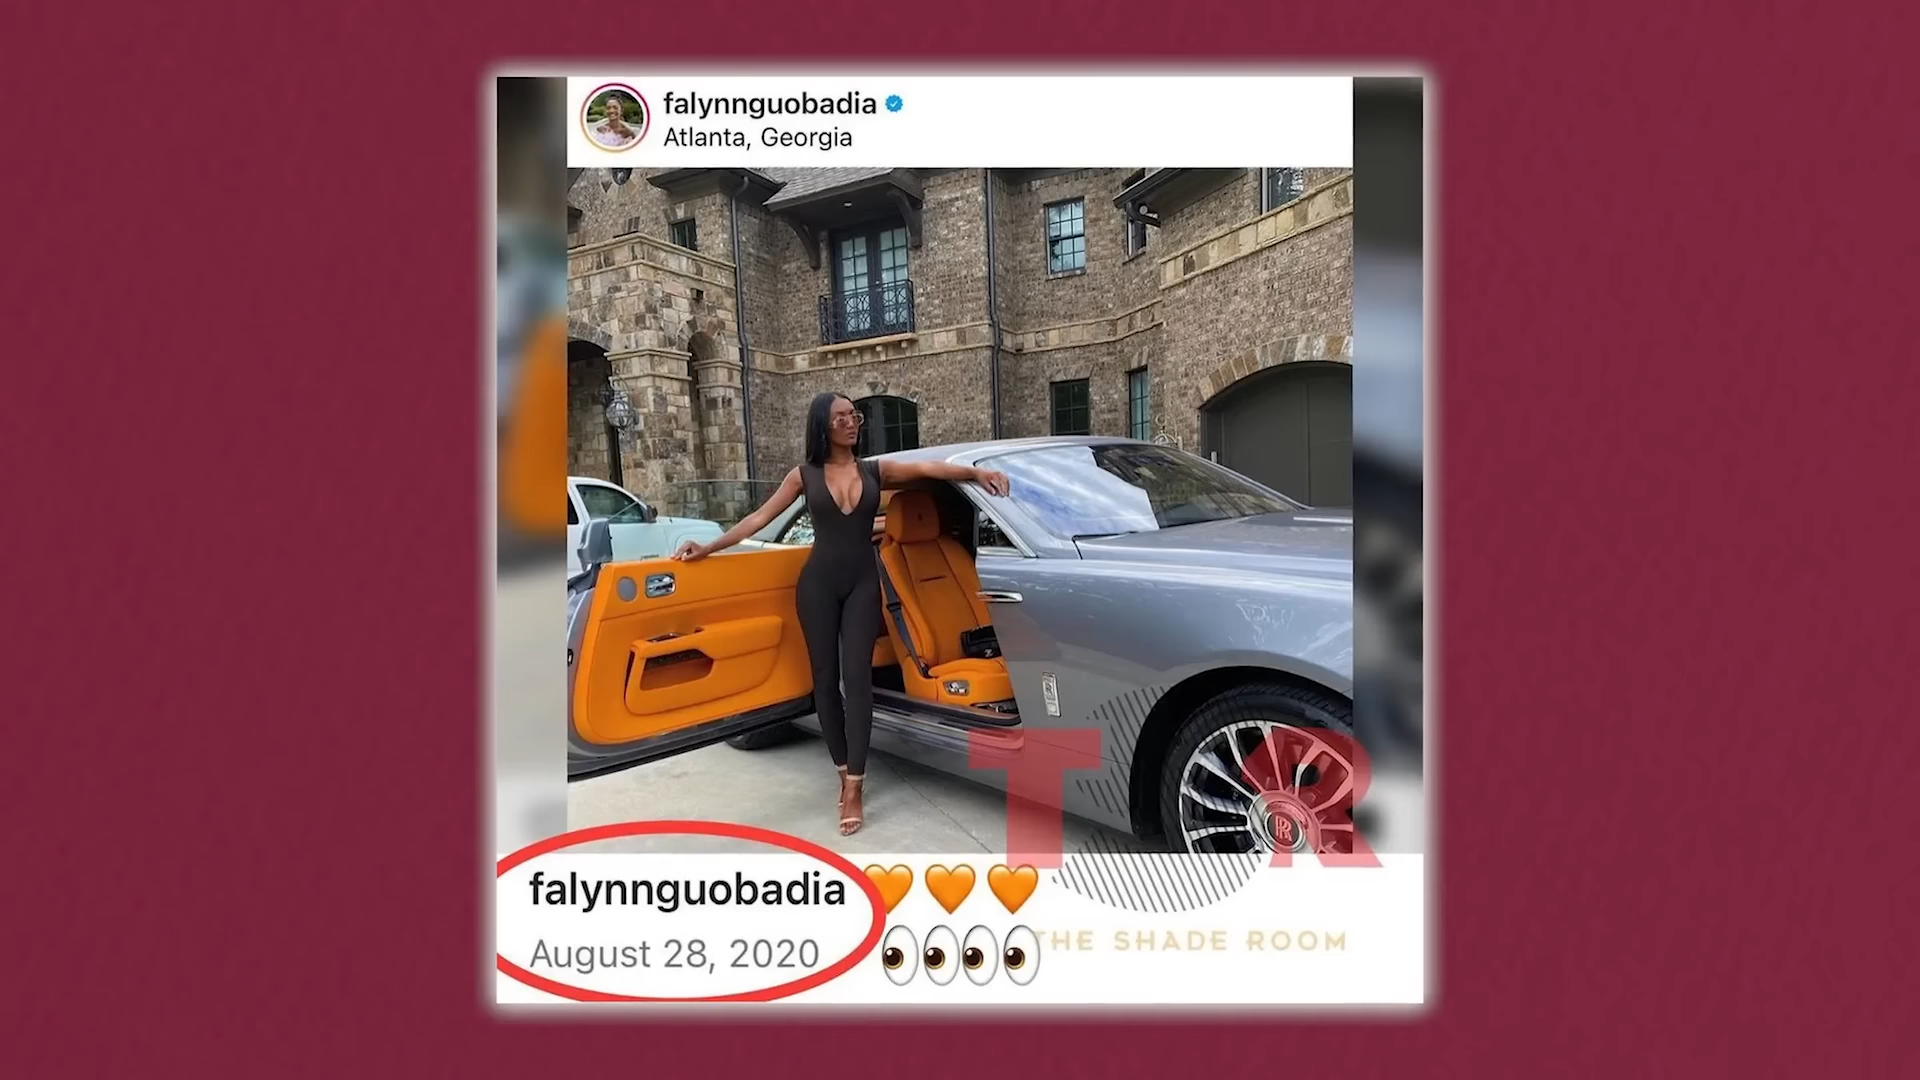 falynnguobadia
Atlanta, Georgia
falynnguobadia 🧡 🧡 🧡
August 28, 2020 👀👀
T R
THE SHADE ROOM